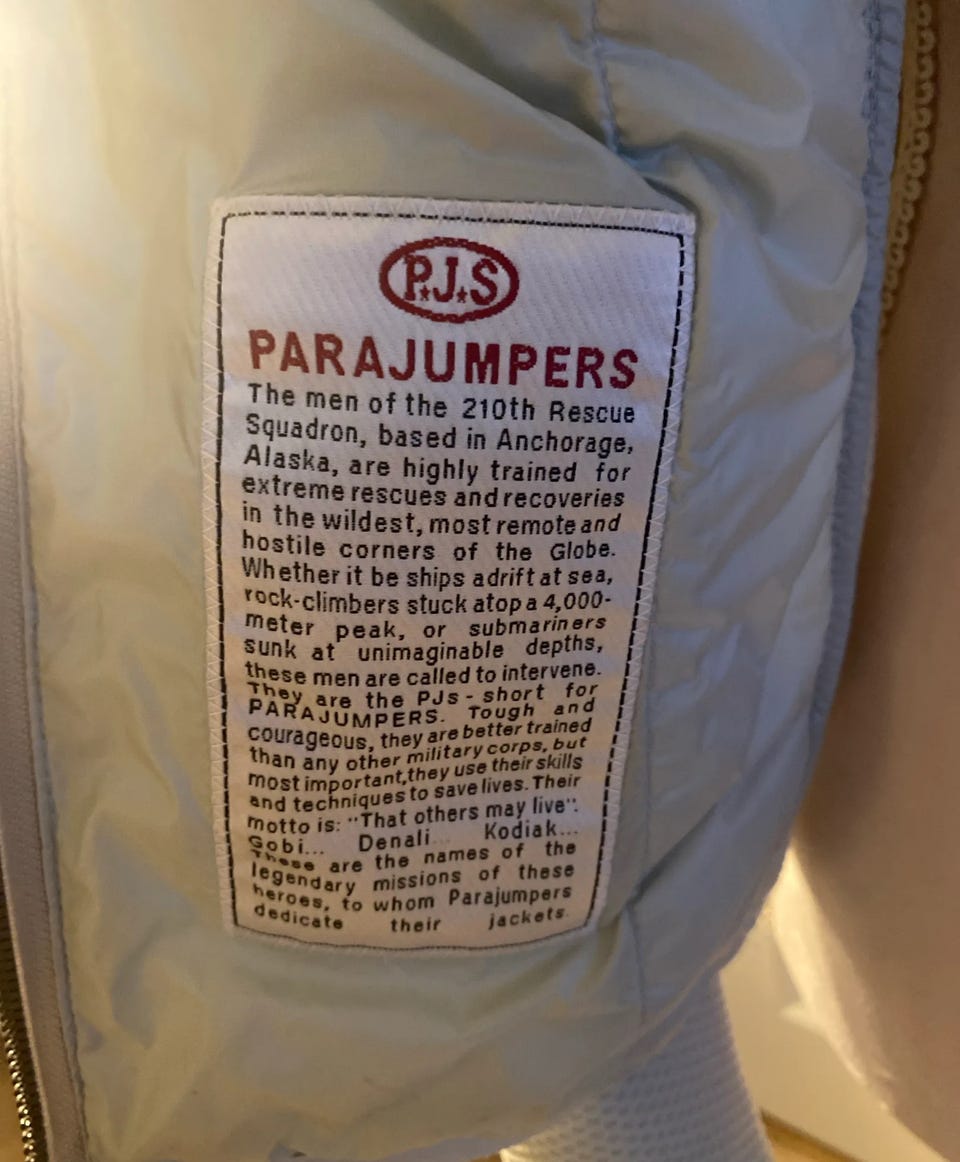 P.J.S
PARAJUMPERS
The men of the 210th Rescue
Squadron, based in Anchorage,
Alaska, are highly trained for
extreme rescues and recoveries
in the wildest, most remote and
hostile corners of the Globe.
Whether it be ships adrift at sea,
rock-climbers stuck atop a 4,000-
meter peak, or submariners
sunk at unimaginable depths,
these men are called to intervene.
They are the PJs - short for
PARAJUMPERS. Tough and
courageous, they are better trained
than any other military corps, but
most important,they use their skills
and techniques to save lives. Their
motto is: "That others may live".
Gobi... Denali... Kodiak...
These are the names of the
legendary missions of these
heroes, to whom Parajumpers
dedicate their jackets.